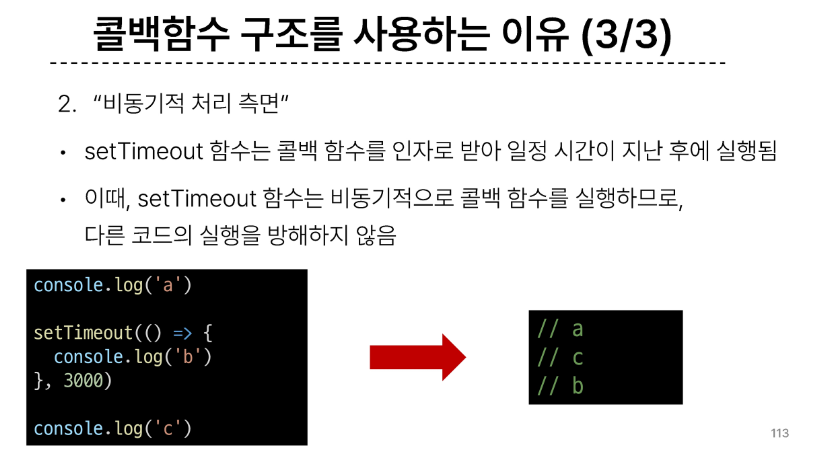 콜백함수 구조를 사용하는 이유 (3/3)
2. “비동기적 처리 측면”
• setTimeout 함수는 콜백 함수를 인자로 받아 일정 시간이 지난 후에 실행됨
• 이때, setTimeout 함수는 비동기적으로 콜백 함수를 실행하므로,
다른 코드의 실행을 방해하지 않음
console.log('a')
setTimeout(() => {
  console.log('b')
}, 3000)
console.log('c')
// a
// c
// b
113